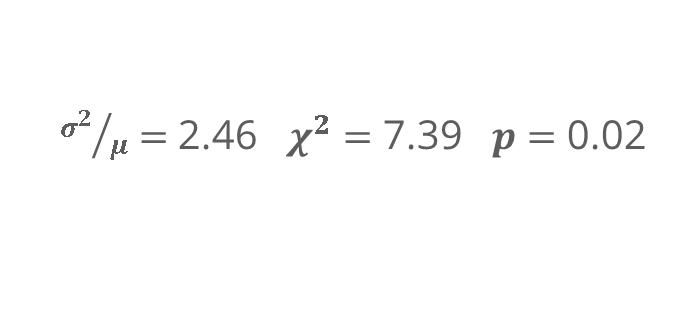 σ²/μ = 2.46 χ² = 7.39 p = 0.02